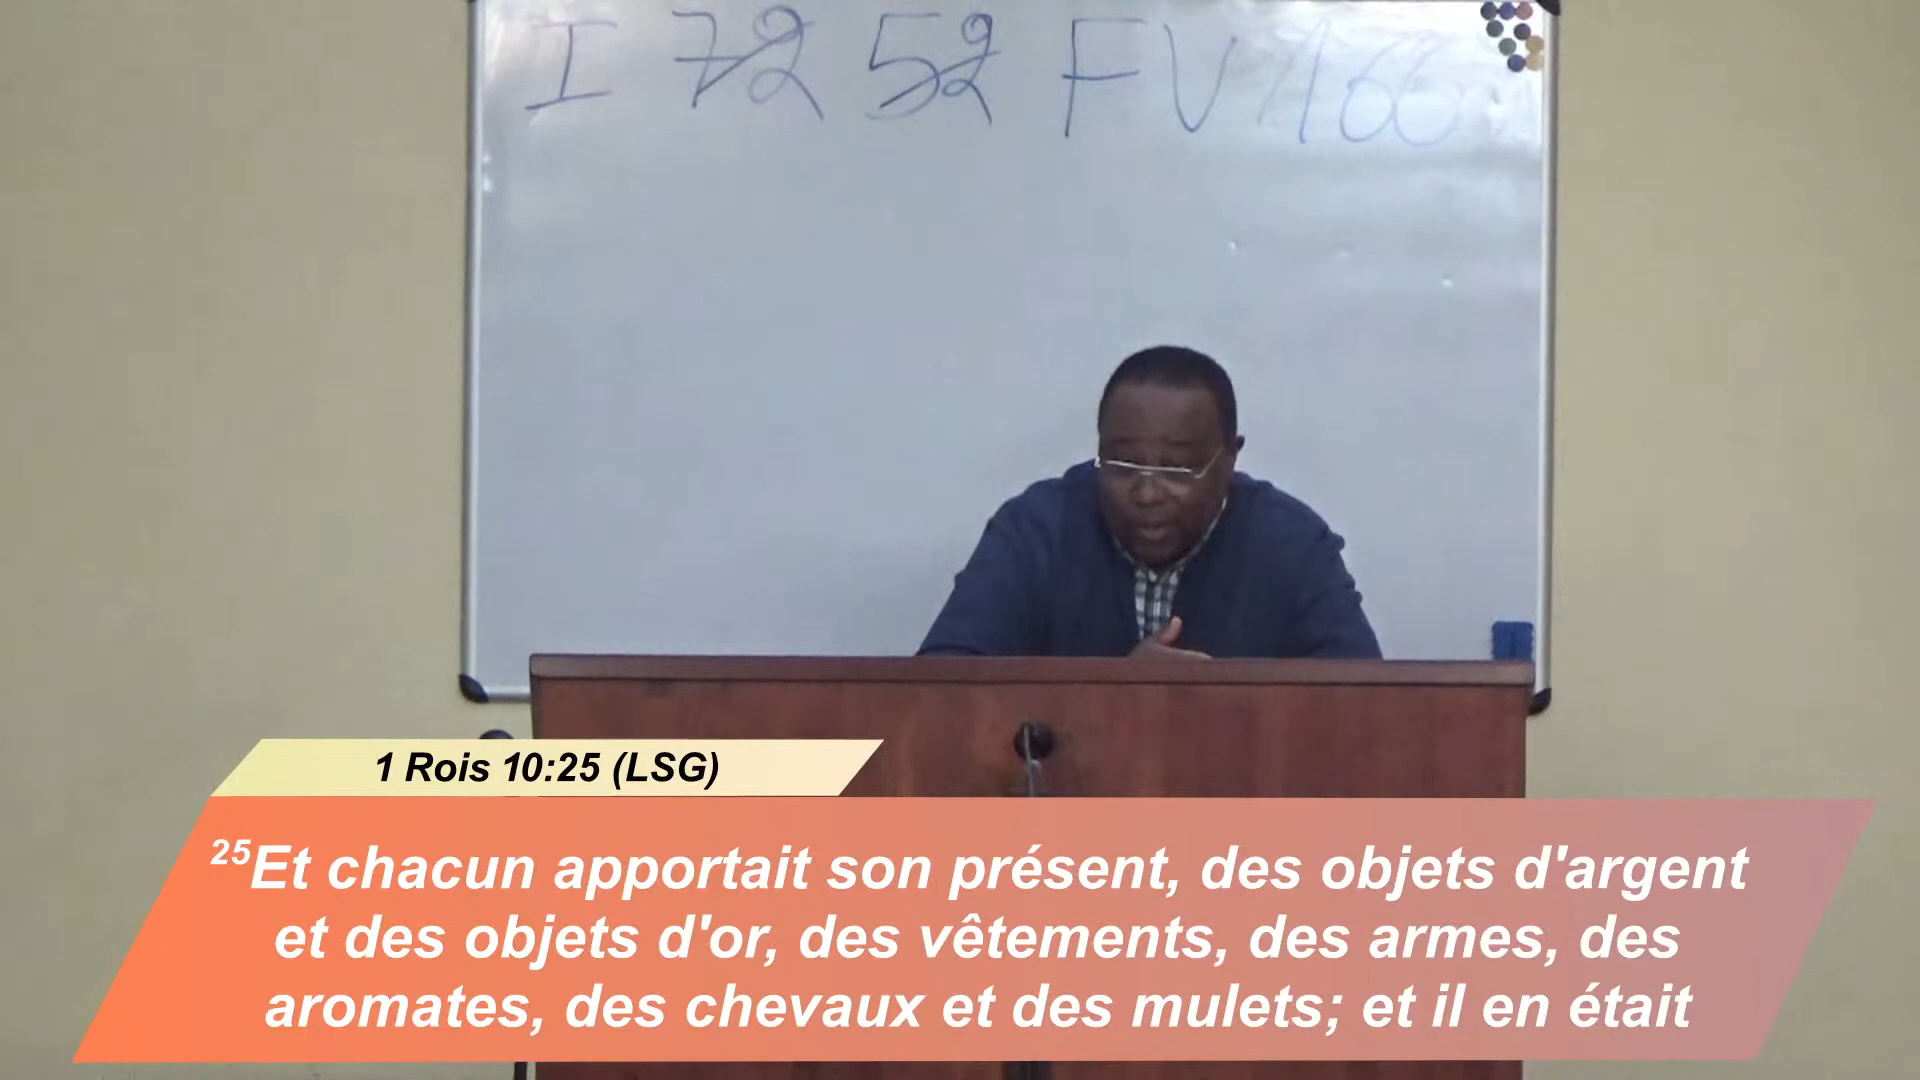 I 72 52 FV 166
1 Rois 10:25 (LSG)
25Et chacun apportait son présent, des objets d'argent
et des objets d'or, des vêtements, des armes, des
aromates, des chevaux et des mulets; et il en était